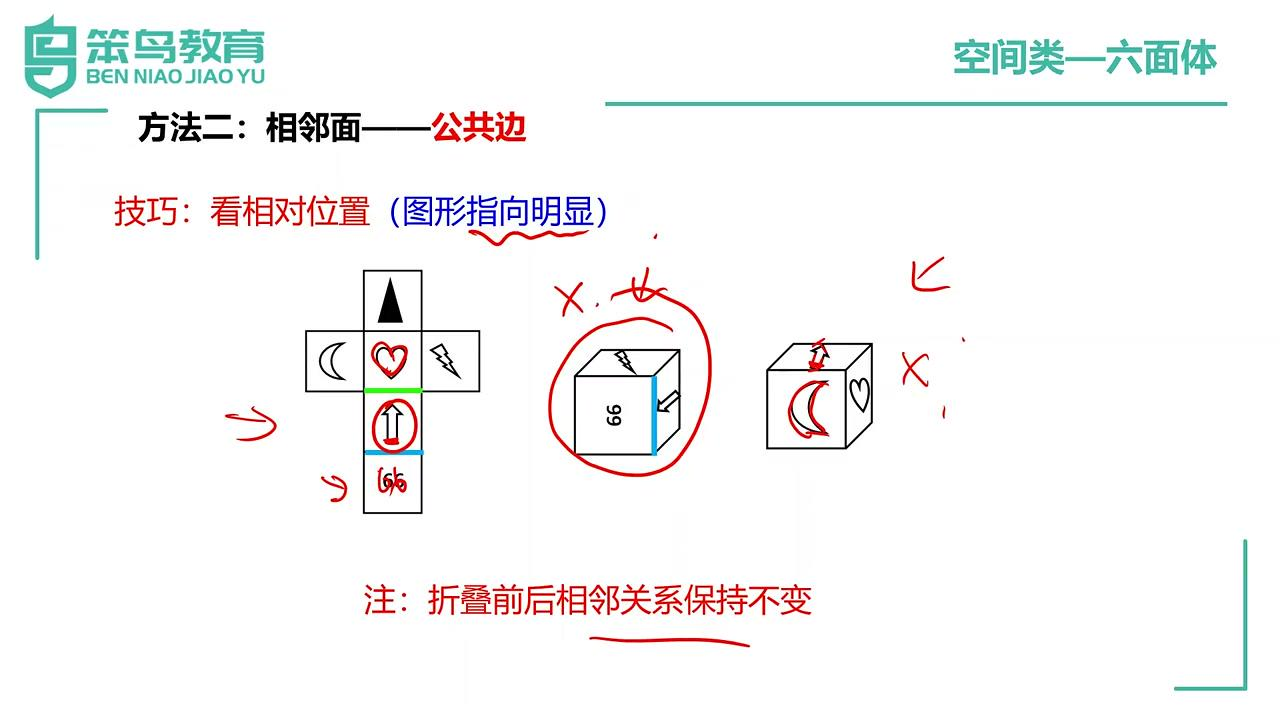 笨鸟教育
BEN NIAO JIAO YU
空间类—六面体
方法二：相邻面——公共边
技巧：看相对位置（图形指向明显）
66
66
注：折叠前后相邻关系保持不变